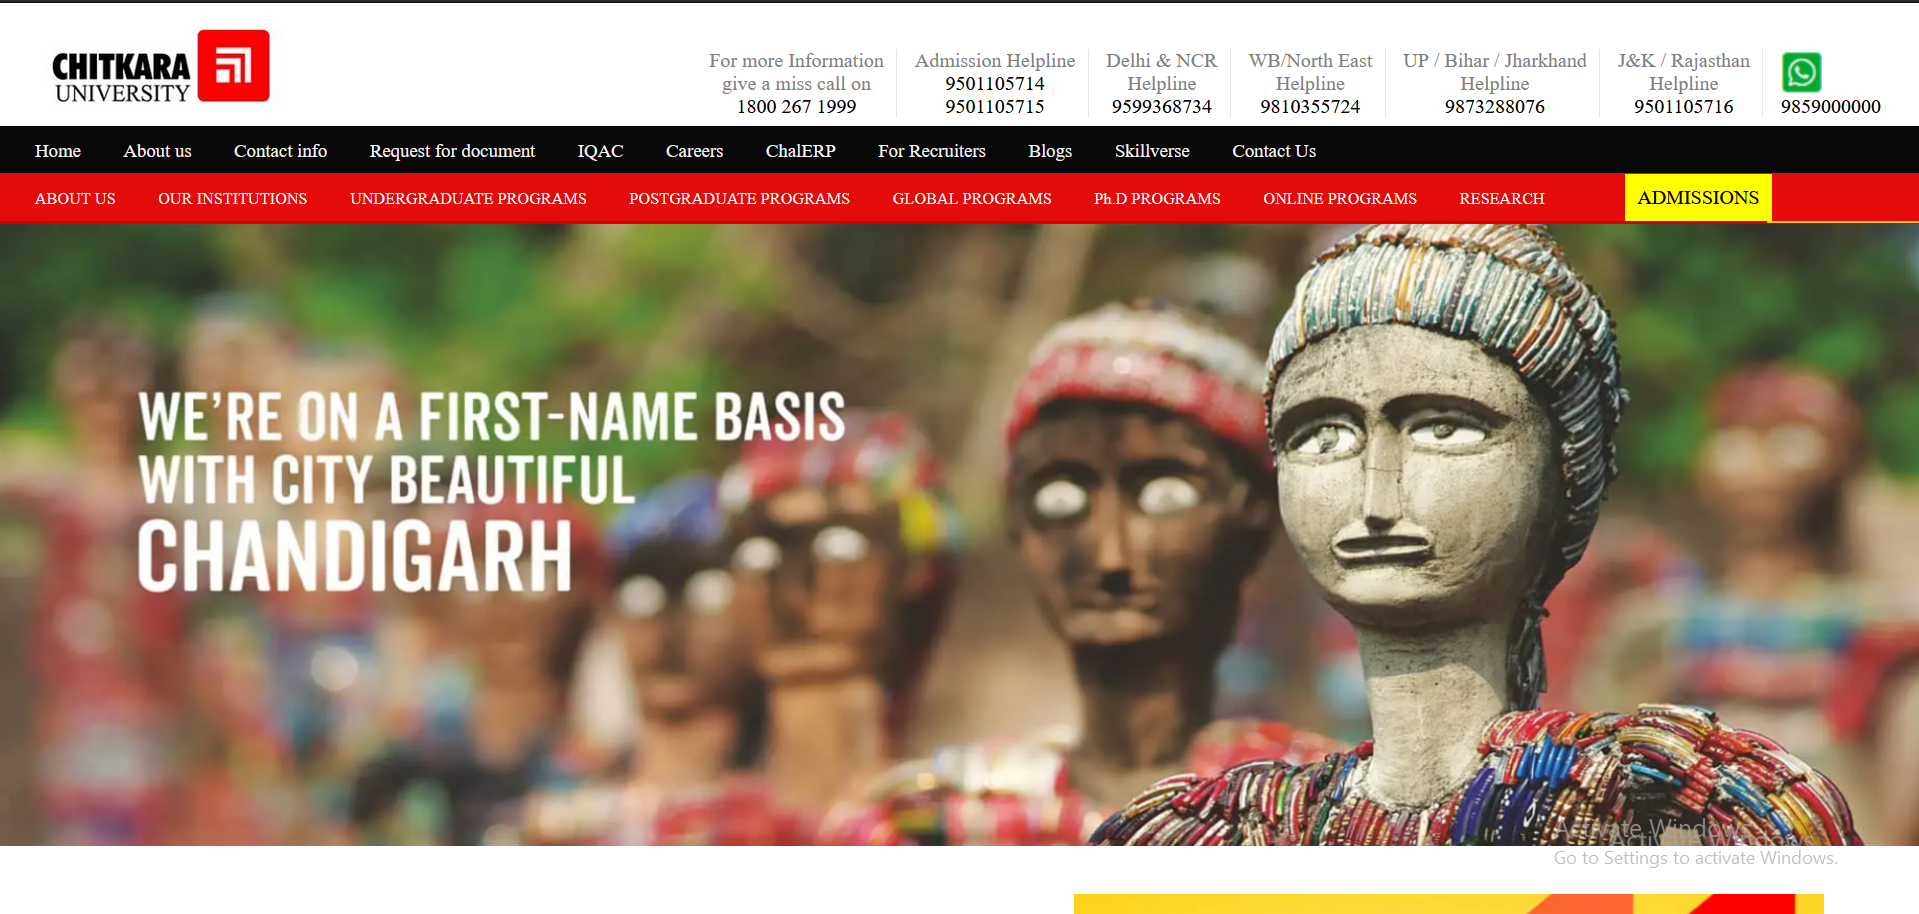 CHITKARA
UNIVERSITY
For more Information
give a miss call on
1800 267 1999
Admission Helpline
9501105714
9501105715
Delhi & NCR
Helpline
9599368734
WB/North East
Helpline
9810355724
UP / Bihar / Jharkhand
Helpline
9873288076
J&K / Rajasthan
Helpline
9501105716
9859000000
Home About us Contact info Request for document IQAC Careers ChalERP For Recruiters Blogs Skillverse Contact Us
ABOUT US OUR INSTITUTIONS UNDERGRADUATE PROGRAMS POSTGRADUATE PROGRAMS GLOBAL PROGRAMS Ph.D PROGRAMS ONLINE PROGRAMS RESEARCH ADMISSIONS
WE'RE ON A FIRST-NAME BASIS
WITH CITY BEAUTIFUL
CHANDIGARH
Activate Windows
Activate Windows
Go to Settings to activate Windows.